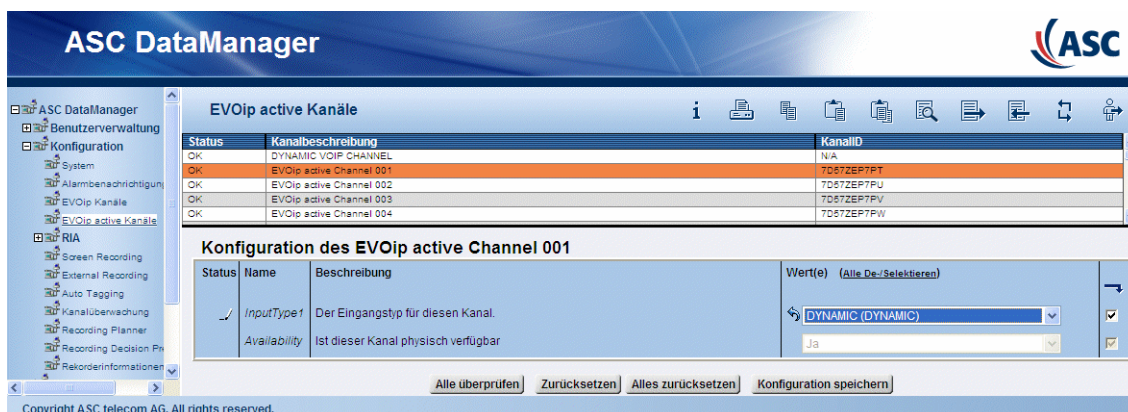 ASC DataManager
ASC
ASC DataManager
Benutzerverwaltung
Konfiguration
System
Alarmbenachrichtigung
EVOip Kanäle
EVOip active Kanäle
RIA
Screen Recording
External Recording
Auto Tagging
Kanalüberwachung
Recording Planner
Recording Decision Pr
Rekorderinformationen
EVOip active Kanäle
Status Kanalbeschreibung KanalID
OK DYNAMIC VOIP CHANNEL N/A
OK EVOip active Channel 001 7D57ZEP7PT
OK EVOip active Channel 002 7D57ZEP7PU
OK EVOip active Channel 003 7D57ZEP7PV
OK EVOip active Channel 004 7D57ZEP7PW
Konfiguration des EVOip active Channel 001
Status Name Beschreibung Wert(e) (Alle De-/Selektieren)
InputType1 Der Eingangstyp für diesen Kanal. DYNAMIC (DYNAMIC)
Availability Ist dieser Kanal physisch verfügbar Ja
Alle überprüfen Zurücksetzen Alles zurücksetzen Konfiguration speichern
Copyright ASC telecom AG. All rights reserved.